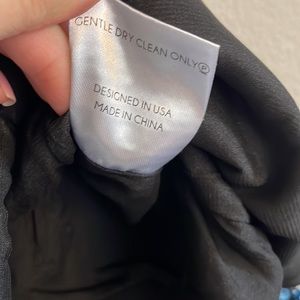 GENTLE DRY CLEAN ONLY Ⓟ
DESIGNED IN USA
MADE IN CHINA